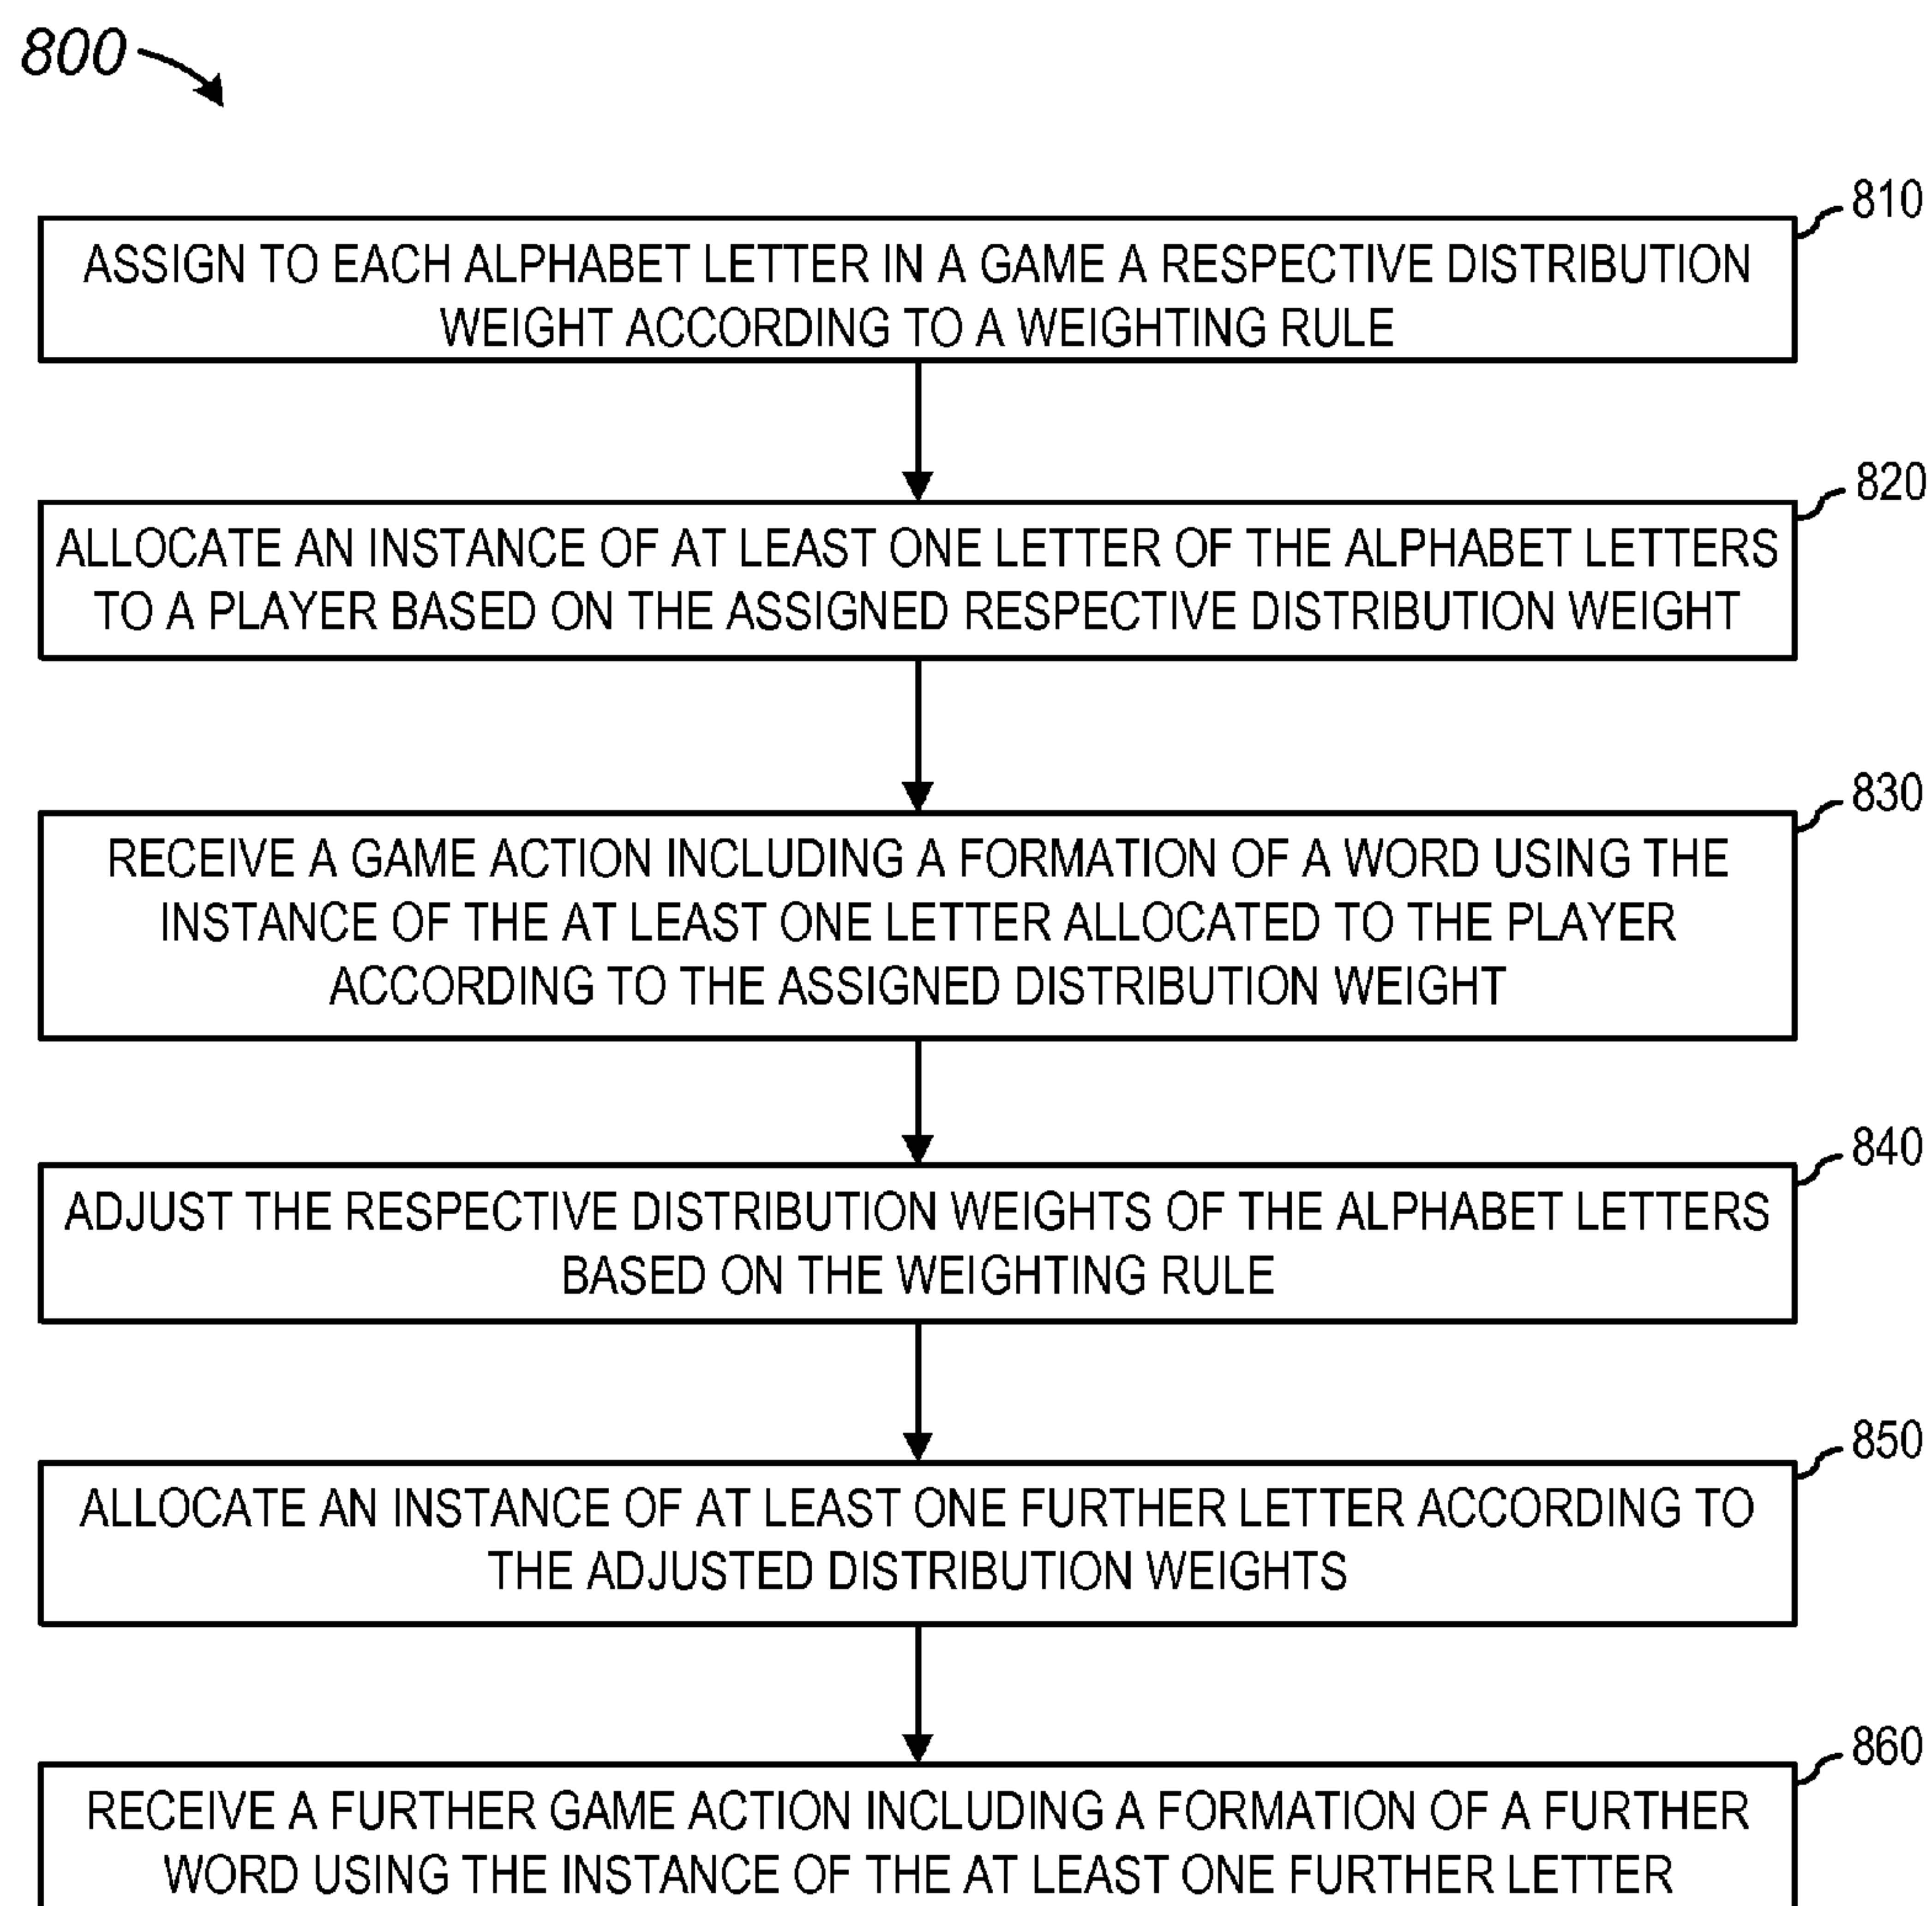 800
810
ASSIGN TO EACH ALPHABET LETTER IN A GAME A RESPECTIVE DISTRIBUTION
WEIGHT ACCORDING TO A WEIGHTING RULE
820
ALLOCATE AN INSTANCE OF AT LEAST ONE LETTER OF THE ALPHABET LETTERS
TO A PLAYER BASED ON THE ASSIGNED RESPECTIVE DISTRIBUTION WEIGHT
830
RECEIVE A GAME ACTION INCLUDING A FORMATION OF A WORD USING THE
INSTANCE OF THE AT LEAST ONE LETTER ALLOCATED TO THE PLAYER
ACCORDING TO THE ASSIGNED DISTRIBUTION WEIGHT
840
ADJUST THE RESPECTIVE DISTRIBUTION WEIGHTS OF THE ALPHABET LETTERS
BASED ON THE WEIGHTING RULE
850
ALLOCATE AN INSTANCE OF AT LEAST ONE FURTHER LETTER ACCORDING TO
THE ADJUSTED DISTRIBUTION WEIGHTS
860
RECEIVE A FURTHER GAME ACTION INCLUDING A FORMATION OF A FURTHER
WORD USING THE INSTANCE OF THE AT LEAST ONE FURTHER LETTER